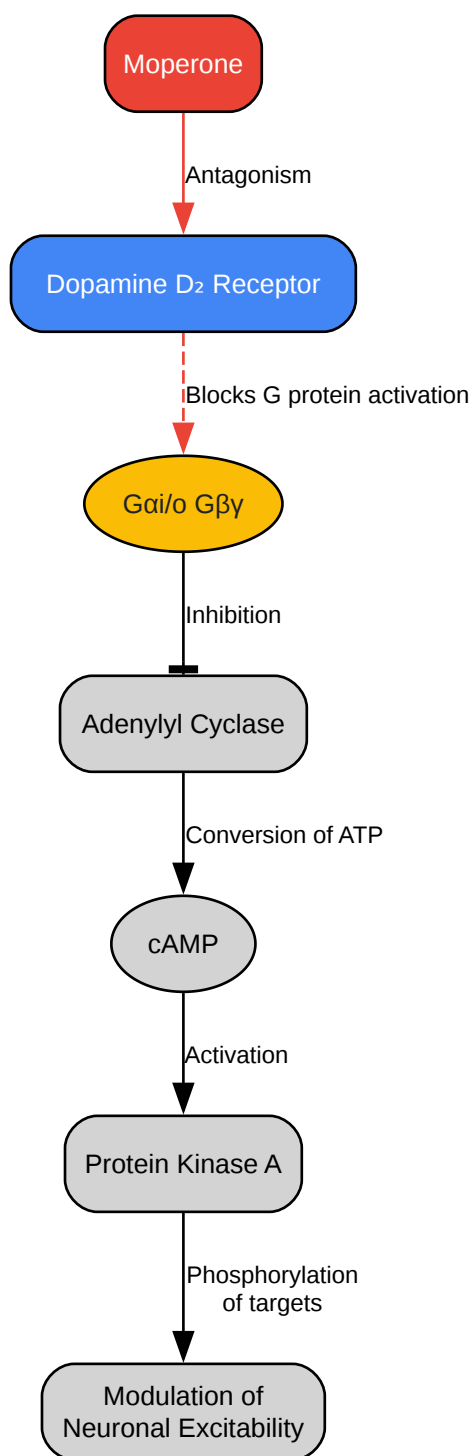 Moperone
Antagonism
Dopamine D₂ Receptor
Blocks G protein activation
Gαi/o Gβγ
Inhibition
Adenylyl Cyclase
Conversion of ATP
cAMP
Activation
Protein Kinase A
Phosphorylation
of targets
Modulation of
Neuronal Excitability